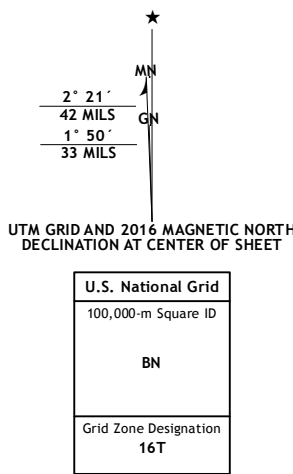 MN
2° 21´
42 MILS
GN
1° 50´
33 MILS
UTM GRID AND 2016 MAGNETIC NORTH
DECLINATION AT CENTER OF SHEET
U.S. National Grid
100,000-m Square ID
BN
Grid Zone Designation
16T